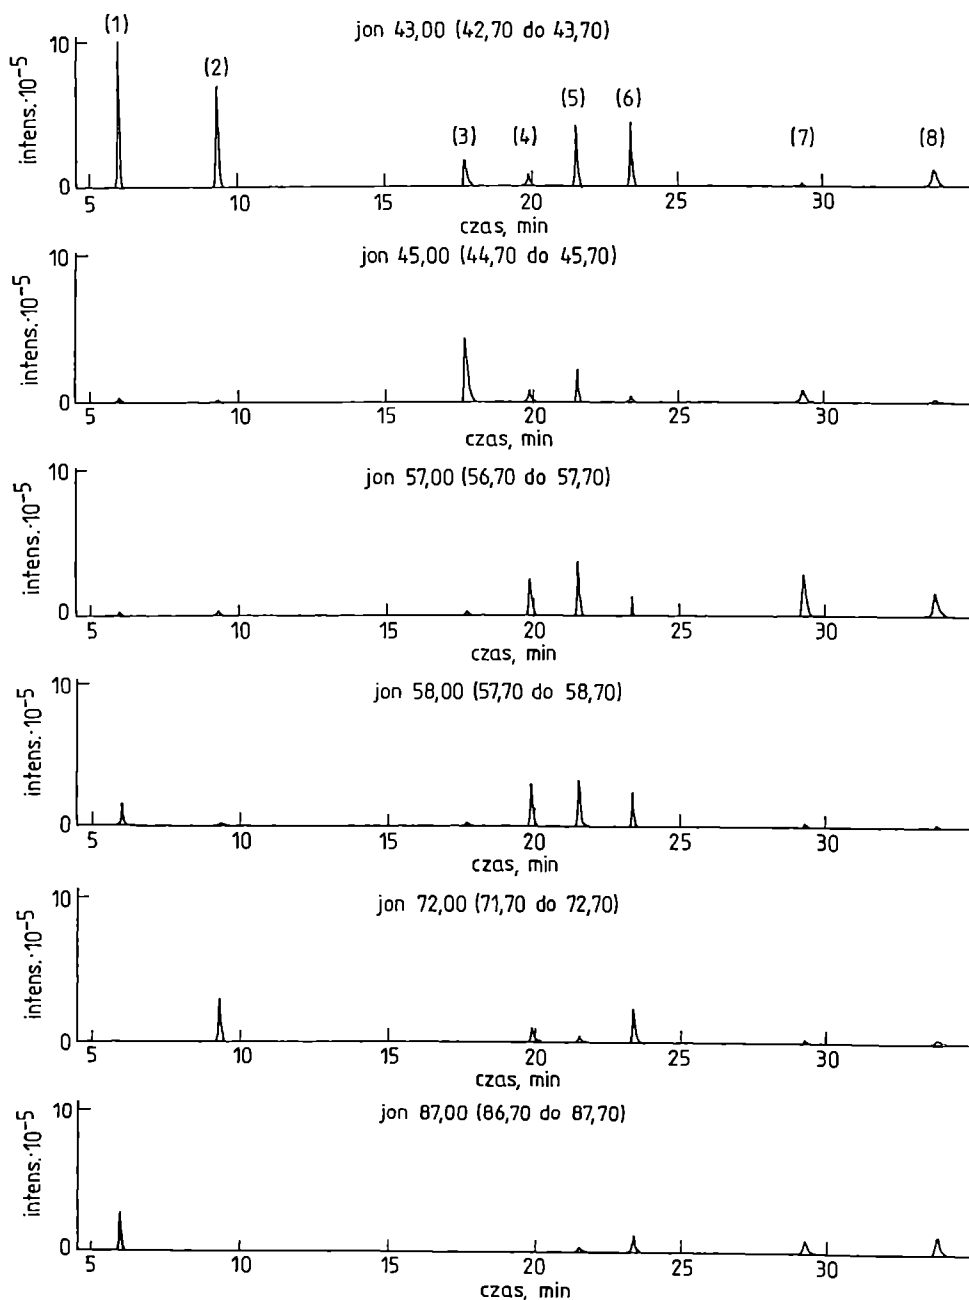 jon 43,00 (42,70 do 43,70)
(1) (2) (3) (4) (5) (6) (7) (8)
intens.·10⁻⁵
10
0
5 10 15 20 25 30
czas, min
jon 45,00 (44,70 do 45,70)
intens.·10⁻⁵
10
0
5 10 15 20 25 30
czas, min
jon 57,00 (56,70 do 57,70)
intens.·10⁻⁵
10
0
5 10 15 20 25 30
czas, min
jon 58,00 (57,70 do 58,70)
intens.·10⁻⁵
10
0
5 10 15 20 25 30
czas, min
jon 72,00 (71,70 do 72,70)
intens.·10⁻⁵
10
0
5 10 15 20 25 30
czas, min
jon 87,00 (86,70 do 87,70)
intens.·10⁻⁵
10
0
5 10 15 20 25 30
czas, min